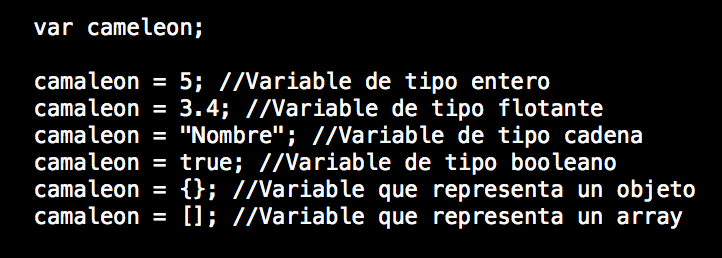 var cameleon;
camaleon = 5; //Variable de tipo entero
camaleon = 3.4; //Variable de tipo flotante
camaleon = "Nombre"; //Variable de tipo cadena
camaleon = true; //Variable de tipo booleano
camaleon = {}; //Variable que representa un objeto
camaleon = []; //Variable que representa un array